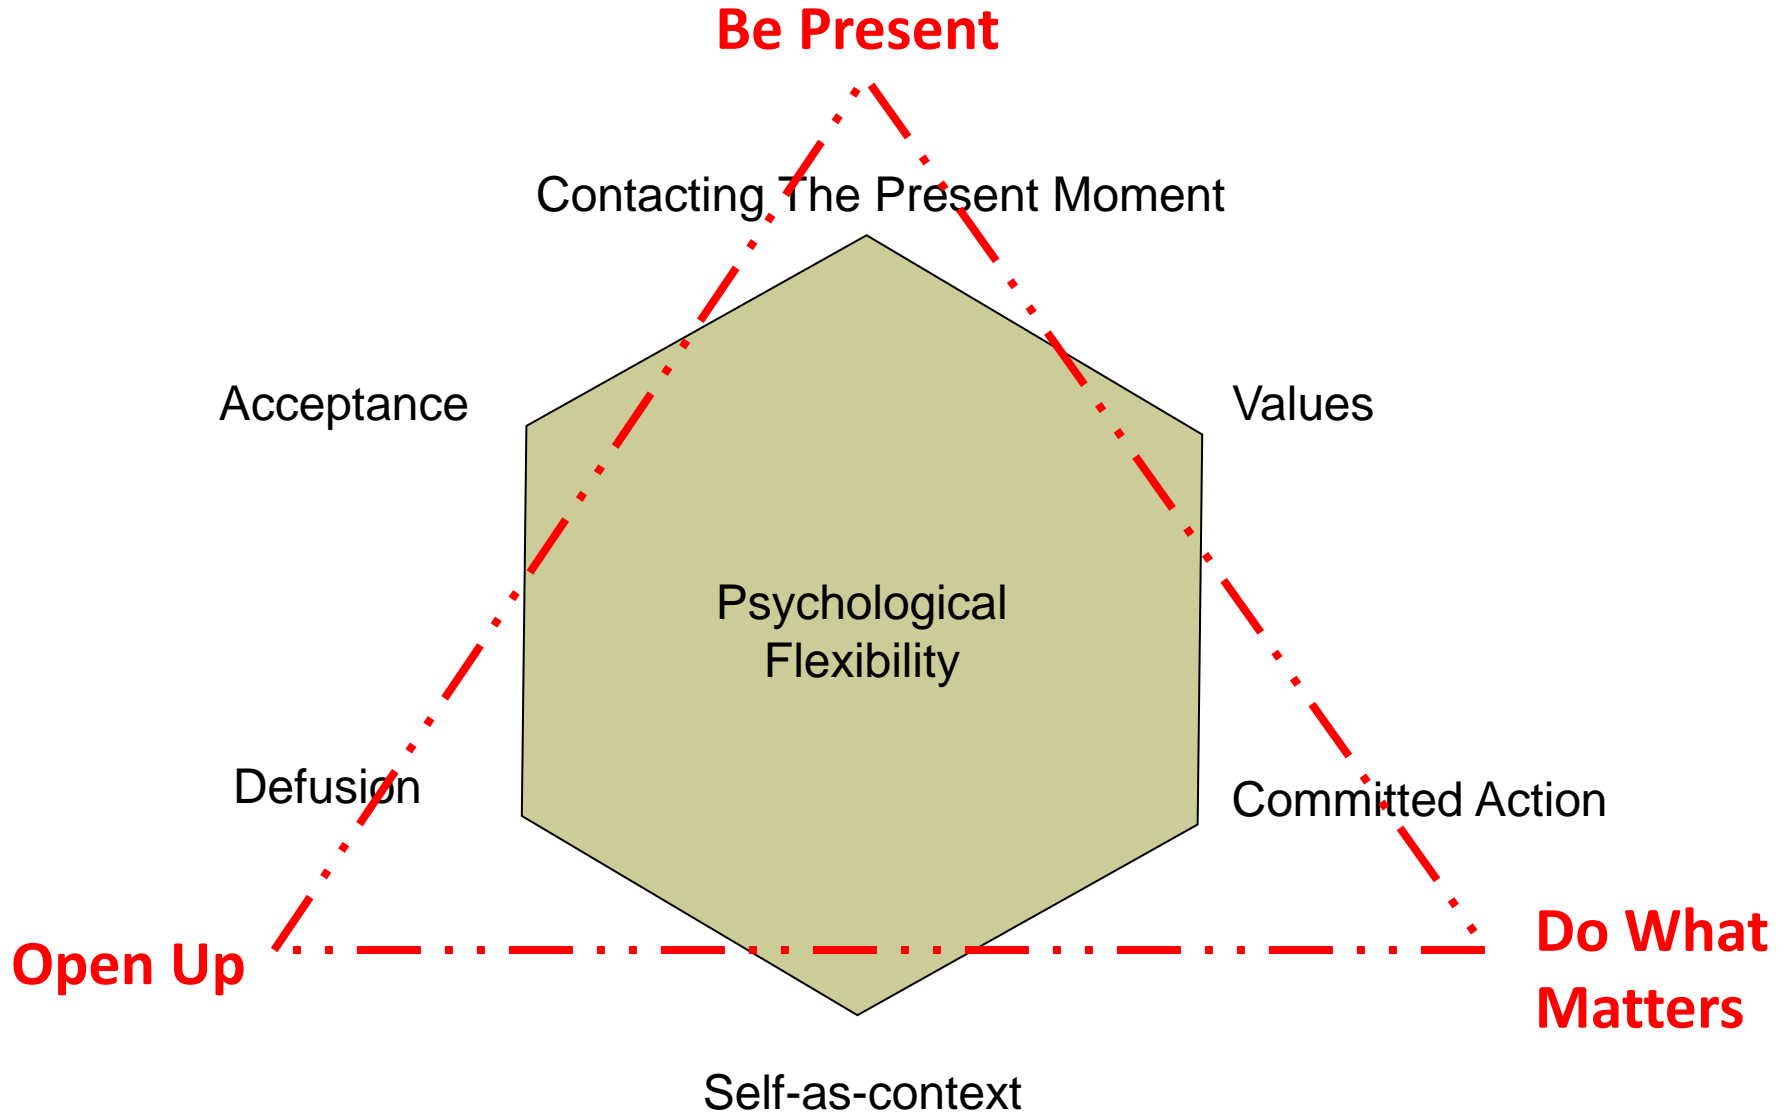 Be Present
Contacting The Present Moment
Acceptance
Values
Psychological
Flexibility
Defusion
Committed Action
Open Up
Do What
Matters
Self-as-context